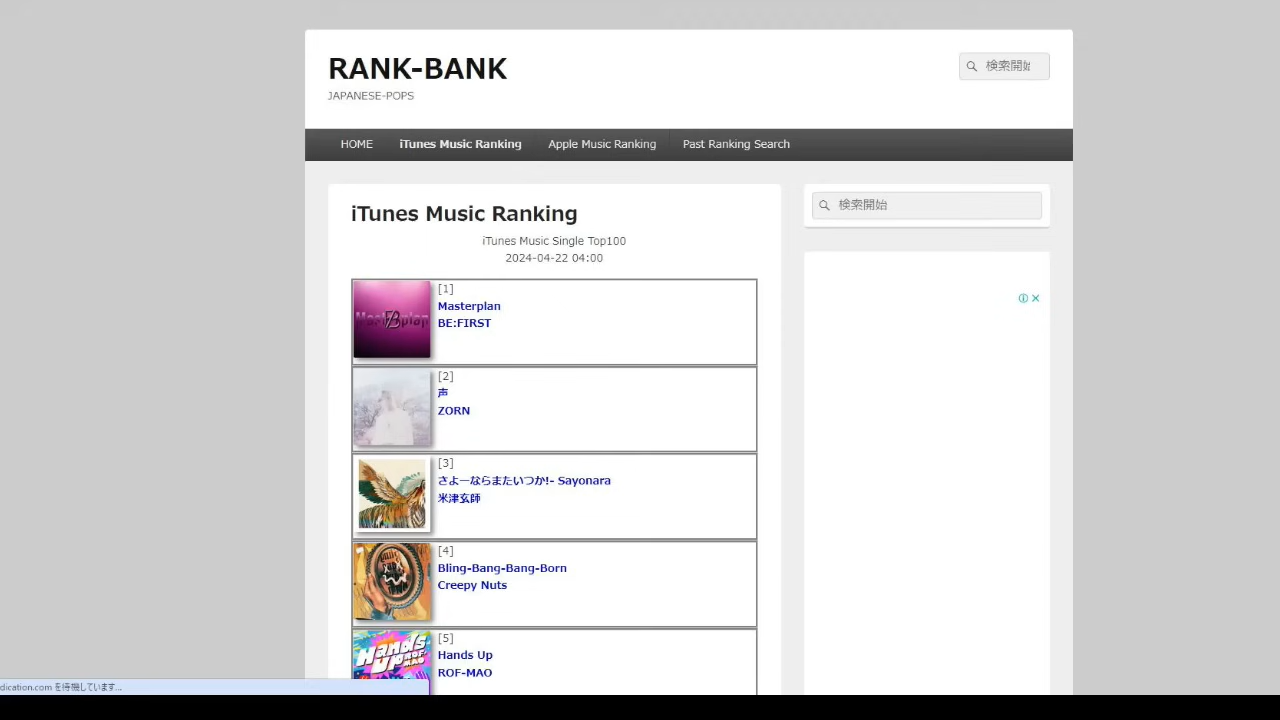 RANK-BANK
JAPANESE-POPS
検索開始
HOME iTunes Music Ranking Apple Music Ranking Past Ranking Search
iTunes Music Ranking
検索開始
iTunes Music Single Top100
2024-04-22 04:00
[1]
Masterplan
BE:FIRST
[2]
声
ZORN
[3]
さよーならまたいつか!- Sayonara
米津玄師
[4]
Bling-Bang-Bang-Born
Creepy Nuts
[5]
Hands Up
ROF-MAO
Hands
Up ROF-MAO
dication.com を待機しています...